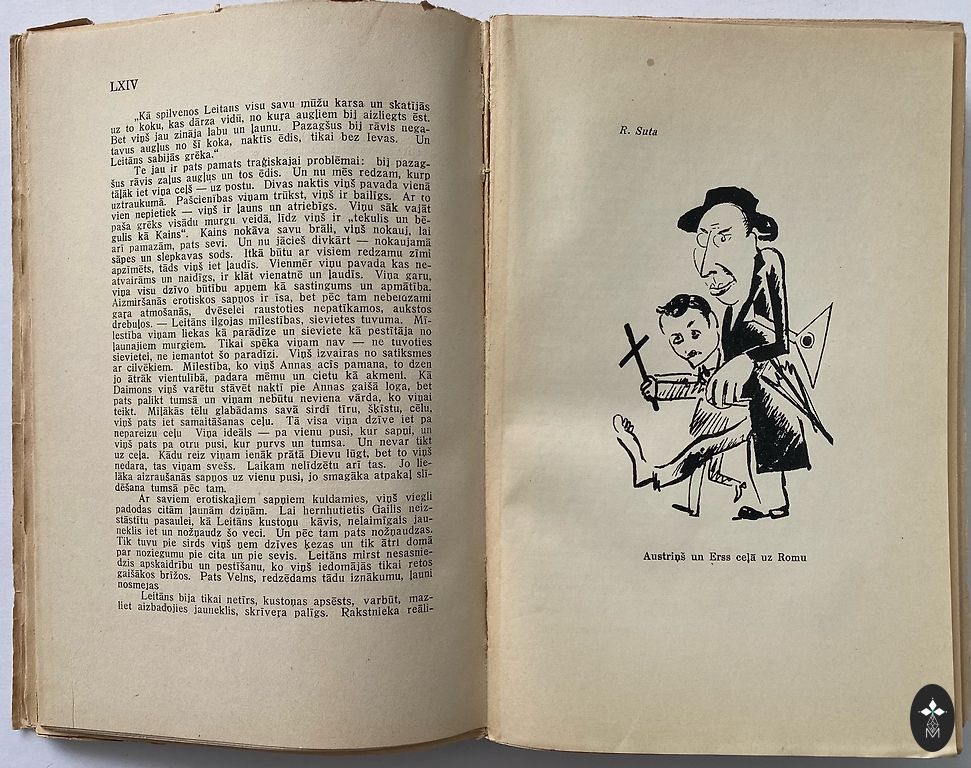 LXIV
„Kā spilvenos Leitans visu savu mūžu karsa un skatījās
uz to koku, kas dārza vidū, no kuŗa augļiem bij aizliegts ēst.
Bet viņš jau zināja labu un ļaunu. Pazagšus bij rāvis nega-
tavus augļus no šī koka, naktīs ēdis, tikai bez Ievas. Un
Leitāns sabijās grēka.“
Te jau ir pats pamats traģiskajai problēmai: bij pazag-
šus rāvis zaļus augļus un tos ēdis. Un nu mēs redzam, kurp
tāļāk iet viņa ceļš — uz postu. Divas naktis viņš pavada vienā
uztraukumā. Pašcienības viņam trūkst, viņš ir bailīgs. Ar to
vien nepietiek — viņš ir ļauns un atriebīgs. Viņu sāk vajāt
paša grēks visādu murgu veidā, līdz viņš ir „tekulis un bē-
gulis kā Kains“. Kains nokāva savu brāli, viņš nokauj, lai
arī pamazām, pats sevi. Un nu jācieš divkārt — nokaujamā
sāpes un slepkavas sods. Itkā būtu ar visiem redzamu zīmi
apzīmēts, tāds viņš iet ļaudīs. Vienmēr viņu pavada kas ne-
atvairāms un naidīgs, ir klāt vienatnē un ļaudīs. Viņa garu,
viņa visu dzīvo būtību apņem kā sastingums un apmātība.
Aizmiršanās erotiskos sapņos ir īsa, bet pēc tam nebeidzami
gaŗa atmošanās, dvēselei raustoties nepatīkamos, aukstos
drebuļos. — Leitāns ilgojas mīlestības, sievietes tuvuma. Mī-
lestība viņam liekas kā parādīze un sieviete kā pestītāja no
ļaunajiem murgiem. Tikai spēka viņam nav — ne tuvoties
sievietei, ne iemantot šo paradīzi. Viņš izvairas no satiksmes
ar cilvēkiem. Mīlestība, ko viņš Annas acīs pamana, to dzen
jo ātrāk vientulībā, padara mēmu un cietu kā akmeni. Kā
Daimons viņš varētu stāvēt naktī pie Annas gaišā loga, bet
pats palikt tumsā un viņam nebūtu neviena vārda, ko viņai
teikt. Mīļākās tēlu glabādams savā sirdī tīru, šķīstu, cēlu,
viņš pats iet samaitāšanas ceļu. Tā visa viņa dzīve iet pa
nepareizu ceļu Viņa ideāls — pa vienu pusi, kur sapņi, un
viņš pats pa otru pusi, kur purvs un tumsa. Un nevar tikt
uz ceļa. Kādu reiz viņam ienāk prātā Dievu lūgt, bet to viņš
nedara, tas viņam svešs. Laikam nelīdzētu arī tas. Jo lie-
lāka aizraušanās sapņos uz vienu pusi, jo smagāka atpakaļ slī-
dēšana tumsā pēc tam.
Ar saviem erotiskajiem sapņiem kuldamies, viņš viegli
padodas citām ļaunām dziņām. Lai hernhutietis Gailis neiz-
stāstītu pasaulei, kā Leitāns kustoņu kāvis, nelaimīgais jau-
neklis iet un nožņaudz šo veci. Un pēc tam pats nožņaudzas.
Tik tuvu pie sirds viņš ņem dzīves ķezas un tik ātri domā
par noziegumu pie cita un pie sevis. Leitāns mirst nesasnie-
dzis apskaidrību un pestīšanu, ko viņš iedomājās tikai retos
gaišākos brīžos. Pats Velns, redzēdams tādu iznākumu, ļauni
nosmejas
Leitāns bija tikai netīrs, kustoņas apsēsts, varbūt, maz-
liet aizbadojies jauneklis, skrīveŗa palīgs. Rakstnieka reāli-
R. Suta
Austriņš un Ērss ceļā uz Romu
M